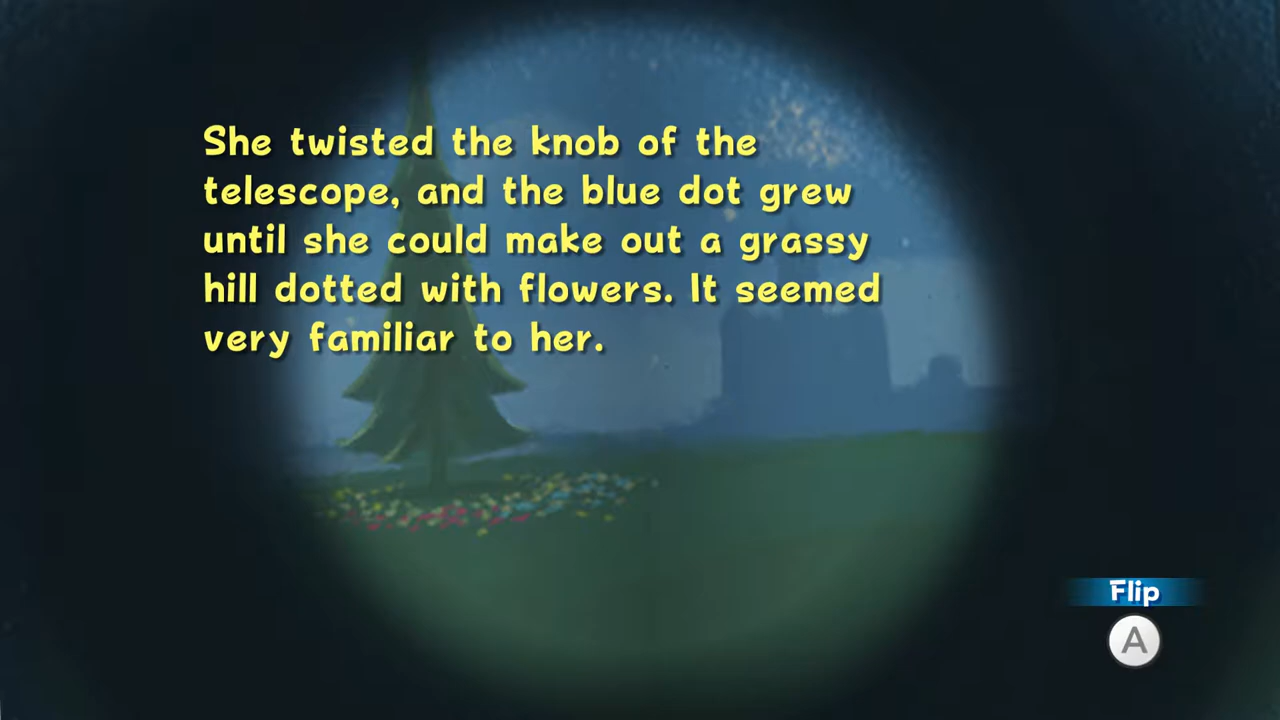 She twisted the knob of the
telescope, and the blue dot grew
until she could make out a grassy
hill dotted with flowers. It seemed
very familiar to her.
Flip
A